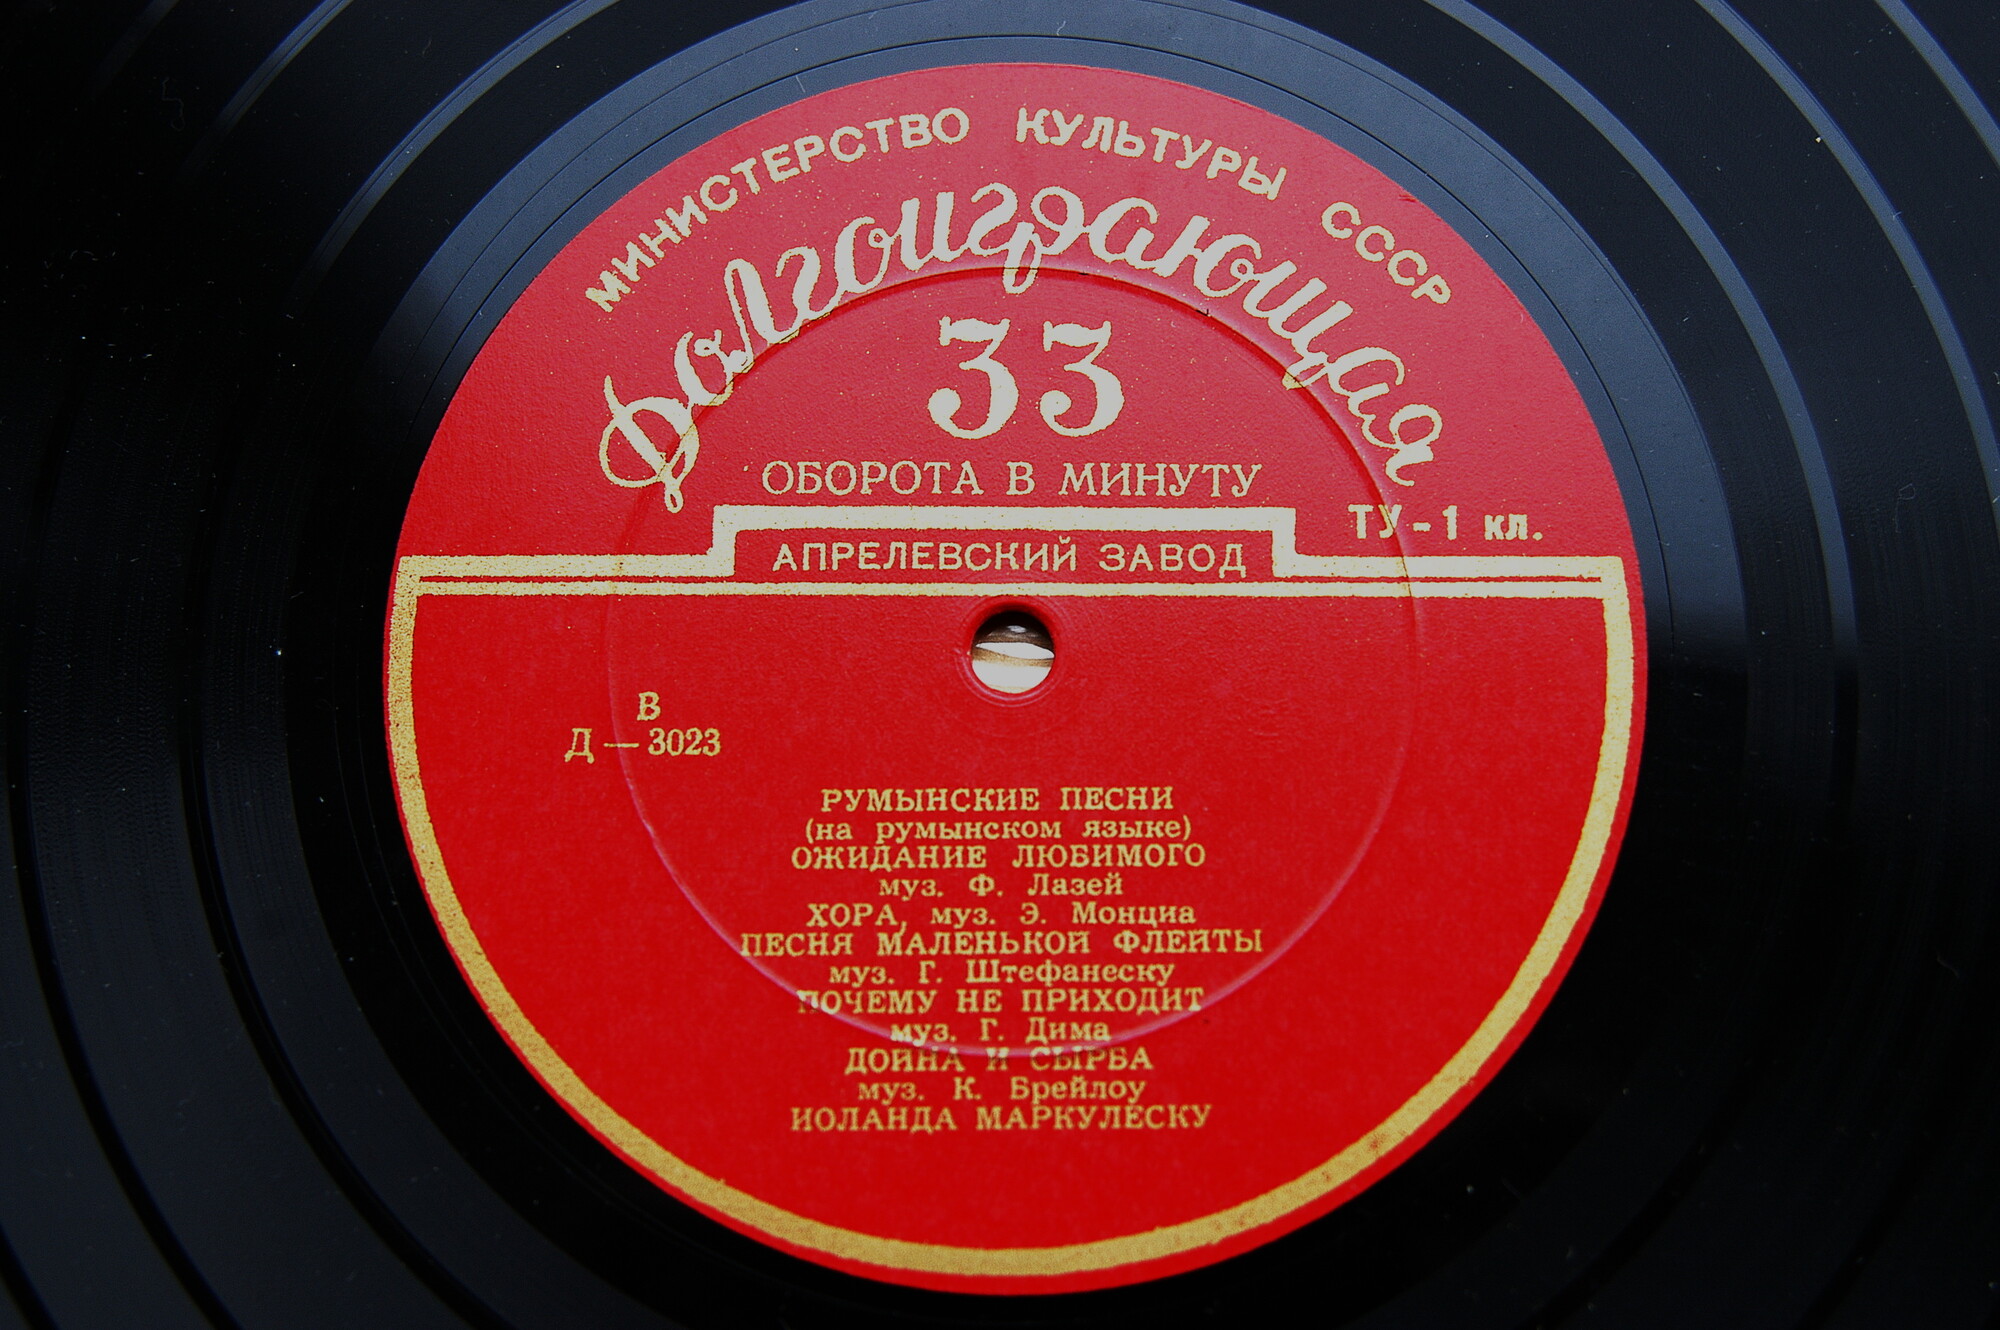 МИНИСТЕРСТВО КУЛЬТУРЫ СССР
Долгоиграющая
33
ОБОРОТА В МИНУТУ
ТУ-1 кл.
АПРЕЛЕВСКИЙ ЗАВОД
В
Д — 3023
РУМЫНСКИЕ ПЕСНИ
(на румынском языке)
ОЖИДАНИЕ ЛЮБИМОГО
муз. Ф. Лазей
ХОРА, муз. Э. Монциа
ПЕСНЯ МАЛЕНЬКОЙ ФЛЕЙТЫ
муз. Г. Штефанеску
ПОЧЕМУ НЕ ПРИХОДИТ
муз. Г. Дима
ДОЙНА И СЫРБА
муз. К. Брейлоу
ИОЛАНДА МАРКУЛЕСКУ